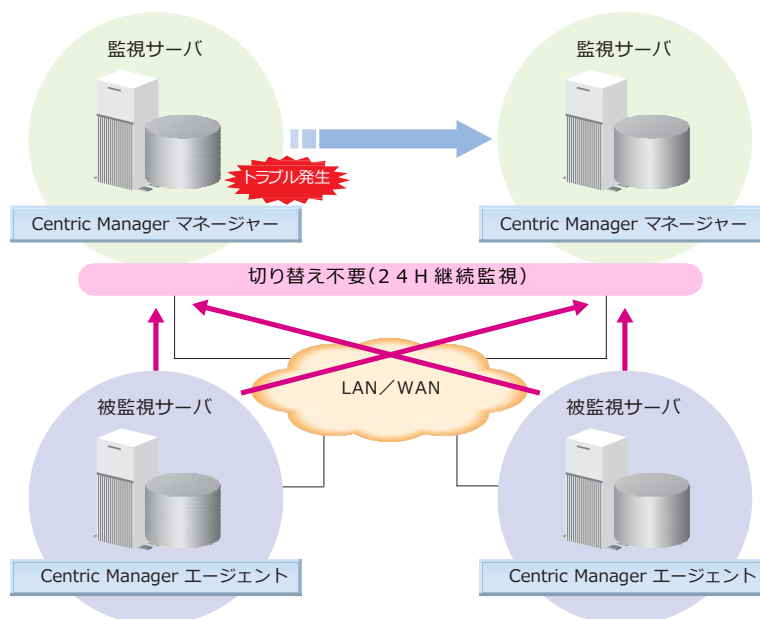 監視サーバ
監視サーバ
トラブル発生
Centric Manager マネージャー
Centric Manager マネージャー
切り替え不要(24H継続監視)
LAN/WAN
被監視サーバ
被監視サーバ
Centric Manager エージェント
Centric Manager エージェント